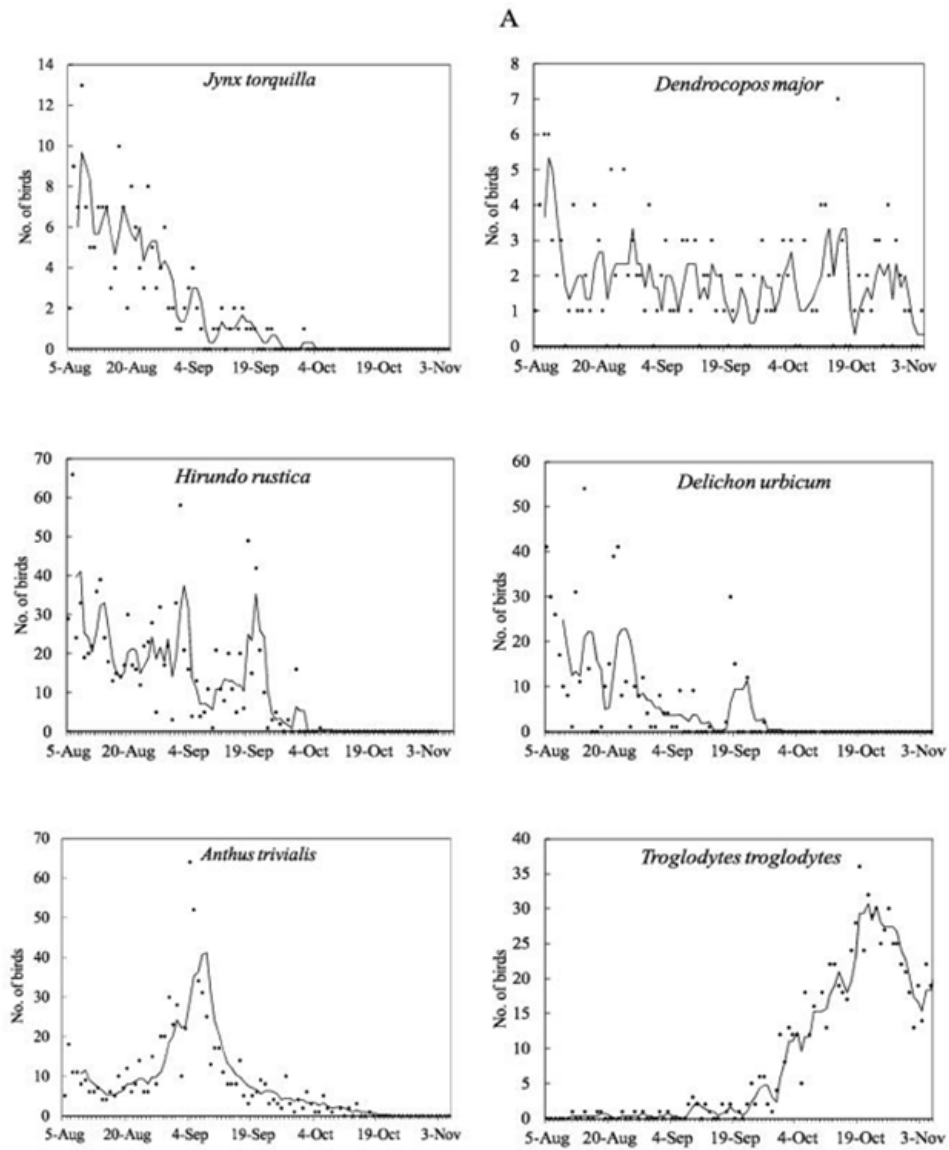 A
Jynx torquilla
No. of birds
14
12
10
8
6
4
2
0
5-Aug 20-Aug 4-Sep 19-Sep 4-Oct 19-Oct 3-Nov
Dendrocopos major
No. of birds
8
7
6
5
4
3
2
1
0
5-Aug 20-Aug 4-Sep 19-Sep 4-Oct 19-Oct 3-Nov
Hirundo rustica
No. of birds
70
60
50
40
30
20
10
0
5-Aug 20-Aug 4-Sep 19-Sep 4-Oct 19-Oct 3-Nov
Delichon urbicum
No. of birds
60
50
40
30
20
10
0
5-Aug 20-Aug 4-Sep 19-Sep 4-Oct 19-Oct 3-Nov
Anthus trivialis
No. of birds
70
60
50
40
30
20
10
0
5-Aug 20-Aug 4-Sep 19-Sep 4-Oct 19-Oct 3-Nov
Troglodytes troglodytes
No. of birds
40
35
30
25
20
15
10
5
0
5-Aug 20-Aug 4-Sep 19-Sep 4-Oct 19-Oct 3-Nov